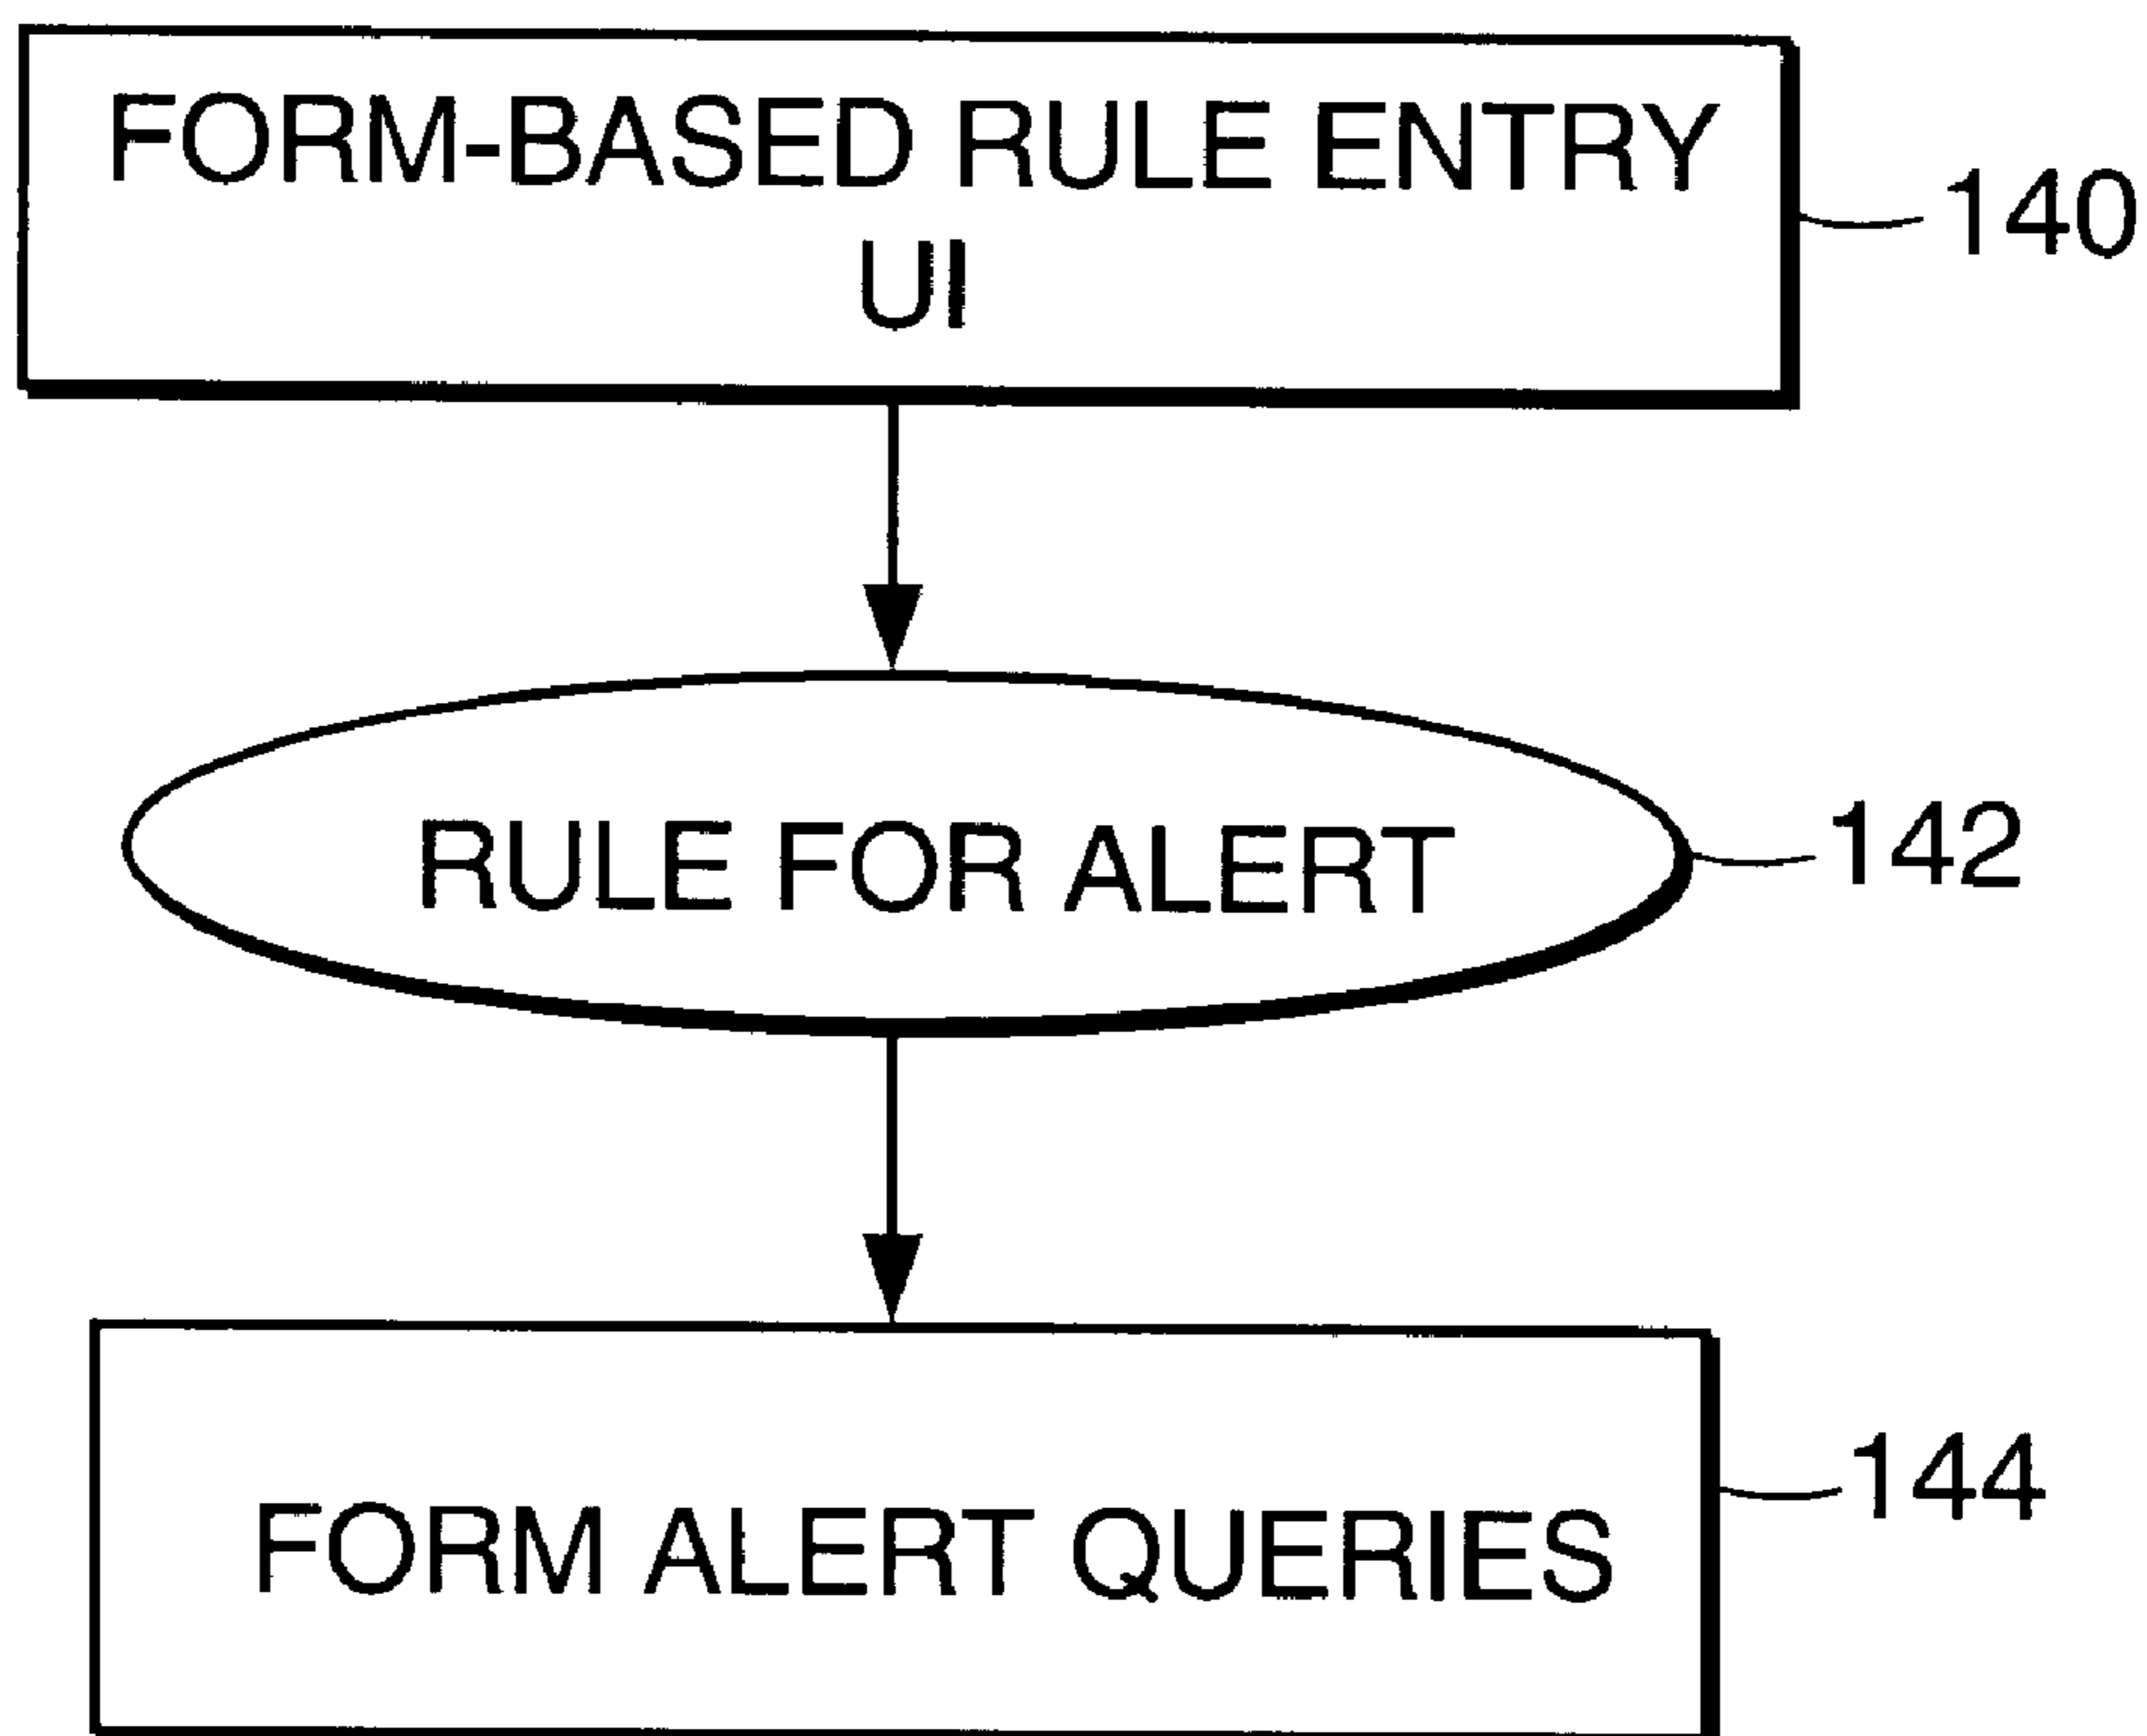 FORM-BASED RULE ENTRY
UI
140
RULE FOR ALERT
142
FORM ALERT QUERIES
144